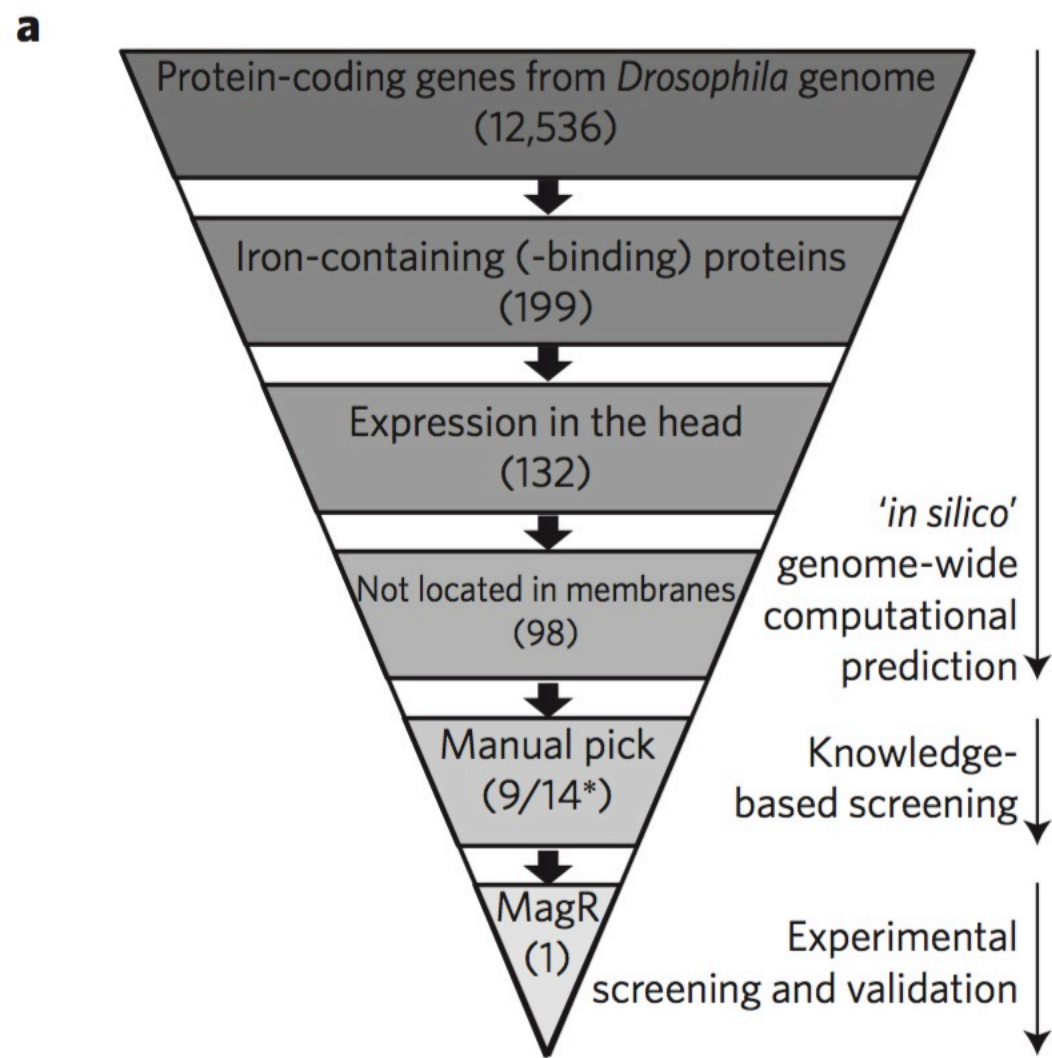 a
Protein-coding genes from Drosophila genome
(12,536)
Iron-containing (-binding) proteins
(199)
Expression in the head
(132)
Not located in membranes
(98)
Manual pick
(9/14*)
MagR
(1)
'in silico'
genome-wide
computational
prediction
Knowledge-
based screening
Experimental
screening and validation